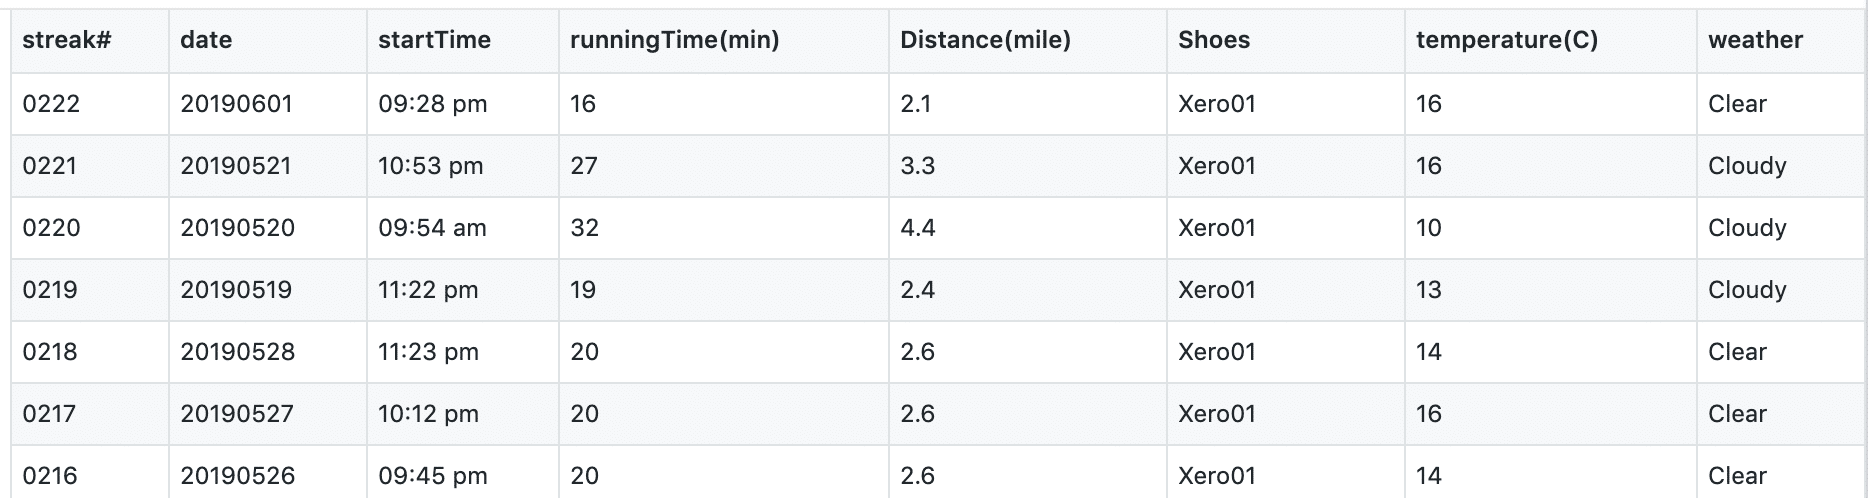 streak# date startTime runningTime(min) Distance(mile) Shoes temperature(C) weather
0222 20190601 09:28 pm 16 2.1 Xero01 16 Clear
0221 20190521 10:53 pm 27 3.3 Xero01 16 Cloudy
0220 20190520 09:54 am 32 4.4 Xero01 10 Cloudy
0219 20190519 11:22 pm 19 2.4 Xero01 13 Cloudy
0218 20190528 11:23 pm 20 2.6 Xero01 14 Clear
0217 20190527 10:12 pm 20 2.6 Xero01 16 Clear
0216 20190526 09:45 pm 20 2.6 Xero01 14 Clear